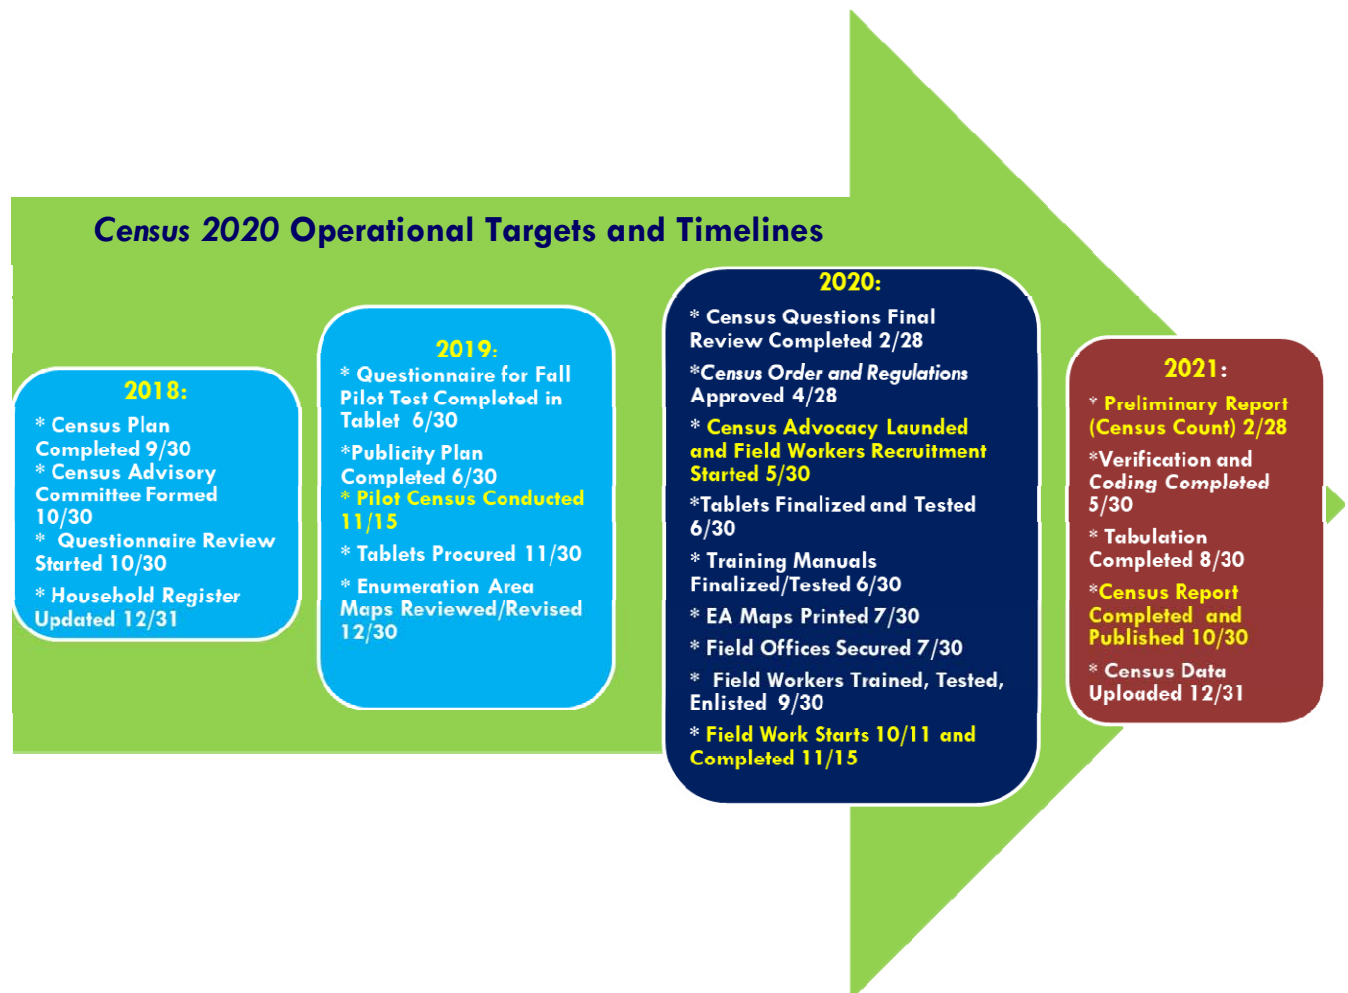 Census 2020 Operational Targets and Timelines
2018:
* Census Plan
Completed 9/30
* Census Advisory
Committee Formed
10/30
* Questionnaire Review
Started 10/30
* Household Register
Updated 12/31
2019:
* Questionnaire for Fall
Pilot Test Completed in
Tablet 6/30
*Publicity Plan
Completed 6/30
* Pilot Census Conducted
11/15
* Tablets Procured 11/30
* Enumeration Area
Maps Reviewed/Revised
12/30
2020:
* Census Questions Final
Review Completed 2/28
*Census Order and Regulations
Approved 4/28
* Census Advocacy Launded
and Field Workers Recruitment
Started 5/30
*Tablets Finalized and Tested
6/30
* Training Manuals
Finalized/Tested 6/30
* EA Maps Printed 7/30
* Field Offices Secured 7/30
* Field Workers Trained, Tested,
Enlisted 9/30
* Field Work Starts 10/11 and
Completed 11/15
2021:
* Preliminary Report
(Census Count) 2/28
*Verification and
Coding Completed
5/30
* Tabulation
Completed 8/30
*Census Report
Completed and
Published 10/30
* Census Data
Uploaded 12/31